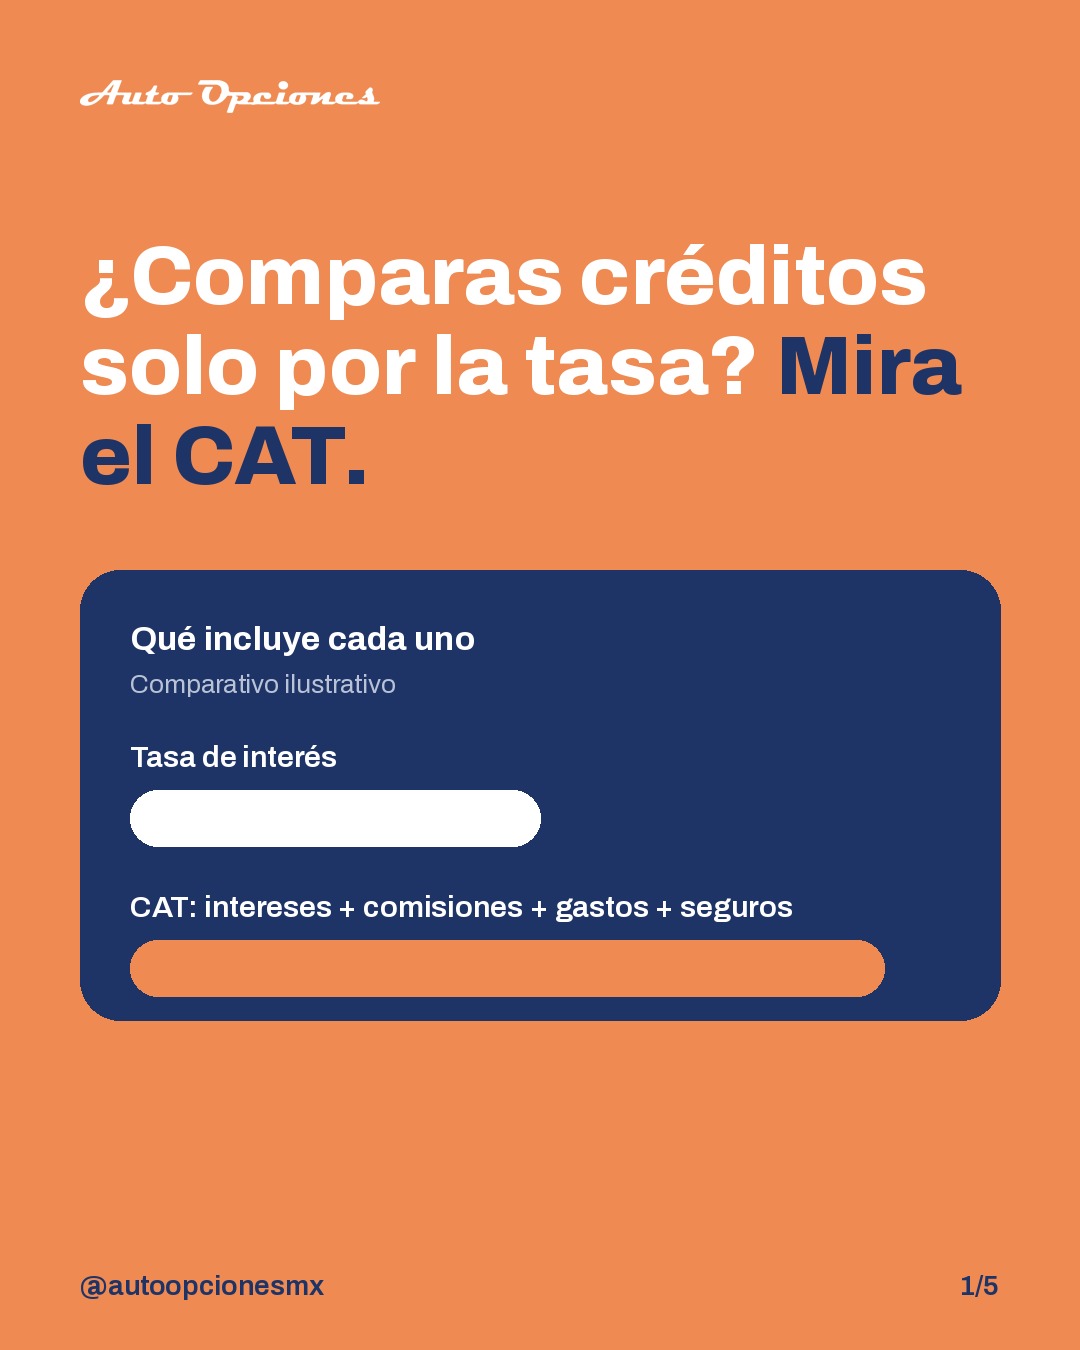 Auto Opciones
¿Comparas créditos
solo por la tasa? Mira
el CAT.
Qué incluye cada uno
Comparativo ilustrativo
Tasa de interés
CAT: intereses + comisiones + gastos + seguros
@autoopcionesmx
1/5